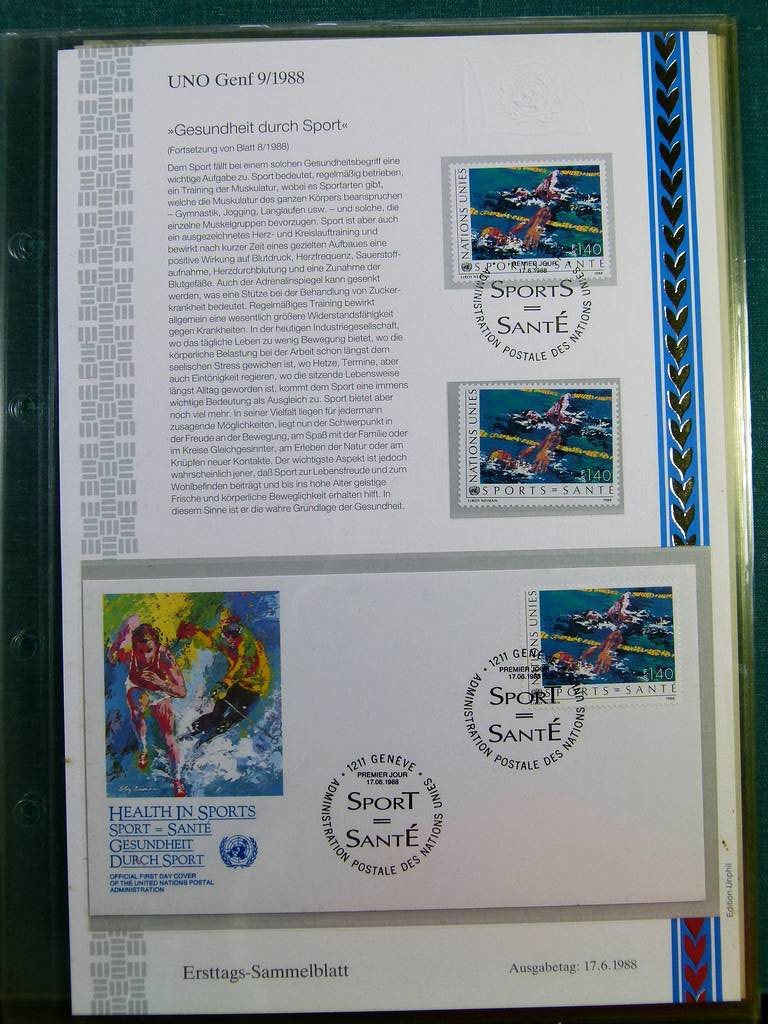 UNO Genf 9/1988
»Gesundheit durch Sport«
(Fortsetzung von Blatt 8/1988)
Dem Sport fällt bei einem solchen Gesundheitsbegriff eine
wichtige Aufgabe zu. Sport bedeutet, regelmäßig betrieben,
ein Training der Muskulatur, wobei es Sportarten gibt,
welche die Muskulatur des ganzen Körpers beanspruchen
– Gymnastik, Jogging, Langlaufen usw. – und solche, die
einzelne Muskelgruppen bevorzugen. Sport ist aber auch
ein ausgezeichnetes Herz- und Kreislauftraining und
bewirkt nach kurzer Zeit eines gezielten Aufbaues eine
positive Wirkung auf Blutdruck, Herzfrequenz, Sauerstoff-
aufnahme, Herzdurchblutung und eine Zunahme der
Blutgefäße. Auch der Adrenalinspiegel kann gesenkt
werden, was eine Stütze bei der Behandlung von Zucker-
krankheit bedeutet. Regelmäßiges Training bewirkt
allgemein eine wesentlich größere Widerstandsfähigkeit
gegen Krankheiten. In der heutigen Industriegesellschaft,
wo das tägliche Leben zu wenig Bewegung bietet, wo die
körperliche Belastung bei der Arbeit schon längst dem
seelischen Stress gewichen ist, wo Hetze, Termine, aber
auch Eintönigkeit regieren, wo die sitzende Lebensweise
längst Alltag geworden ist, kommt dem Sport eine immens
wichtige Bedeutung als Ausgleich zu. Sport bietet aber
noch viel mehr. In seiner Vielfalt liegen für jedermann
zusagende Möglichkeiten, liegt nun der Schwerpunkt in
der Freude an der Bewegung, am Spaß mit der Familie oder
im Kreise Gleichgesinnter, am Erleben der Natur oder am
Knüpfen neuer Kontakte. Der wichtigste Aspekt ist jedoch
wahrscheinlich jener, daß Sport zur Lebensfreude und zum
Wohlbefinden beiträgt und bis ins hohe Alter geistige
Frische und körperliche Beweglichkeit erhalten hilft. In
diesem Sinne ist er die wahre Grundlage der Gesundheit.
NATIONS UNIES
1,40
SPORTS = SANTÉ
1988
PREMIER JOUR
17.6.1988
SPORTS
=
SANTÉ
ADMINISTRATION POSTALE DES NATIONS UNIES
NATIONS UNIES
1,40
SPORTS = SANTÉ
LEROY NEIMAN
1988
NATIONS UNIES
1,40
SPORTS = SANTÉ
1988
1211 GENÈVE
PREMIER JOUR
17.06.1988
SPORT
=
SANTÉ
ADMINISTRATION POSTALE DES NATIONS UNIES
1211 GENÈVE
PREMIER JOUR
17.06.1988
SPORT
=
SANTÉ
ADMINISTRATION POSTALE DES NATIONS UNIES
HEALTH IN SPORTS
SPORT = SANTÉ
GESUNDHEIT
DURCH SPORT
OFFICIAL FIRST DAY COVER
OF THE UNITED NATIONS POSTAL
ADMINISTRATION
Edition Unphil
Ersttags-Sammelblatt
Ausgabetag: 17.6.1988